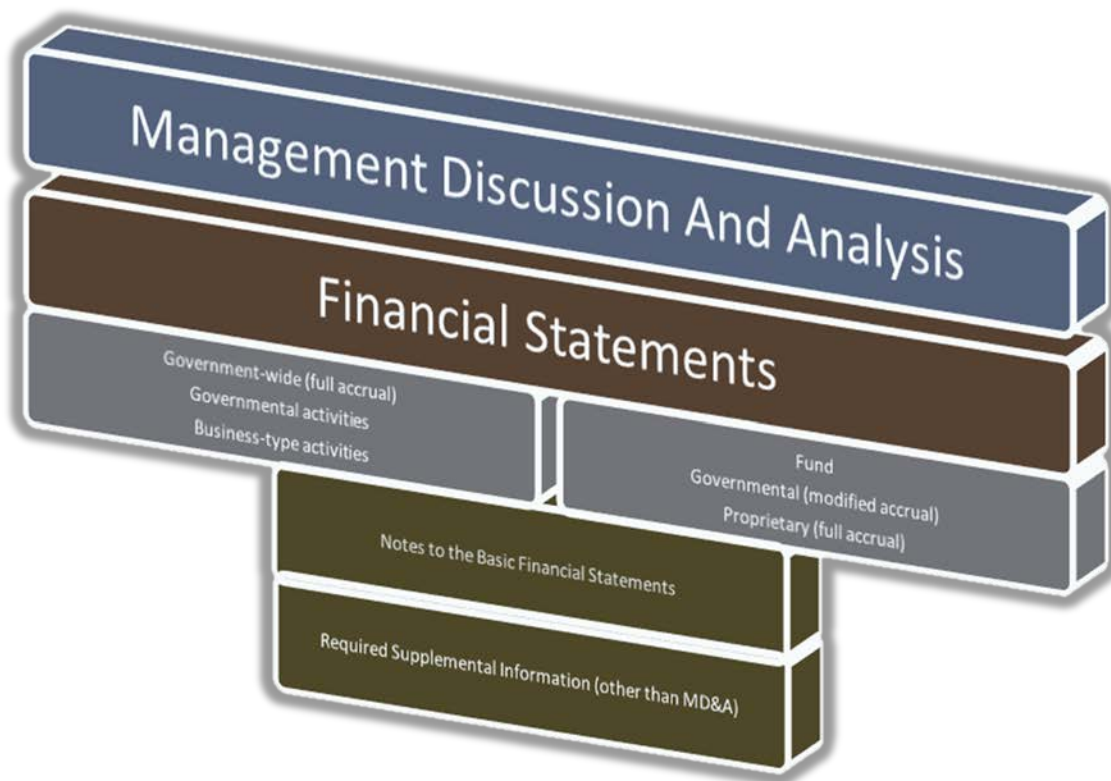 Management Discussion And Analysis
Financial Statements
Government-wide (full accrual)
Governmental activities
Business-type activities
Fund
Governmental (modified accrual)
Proprietary (full accrual)
Notes to the Basic Financial Statements
Required Supplemental Information (other than MD&A)